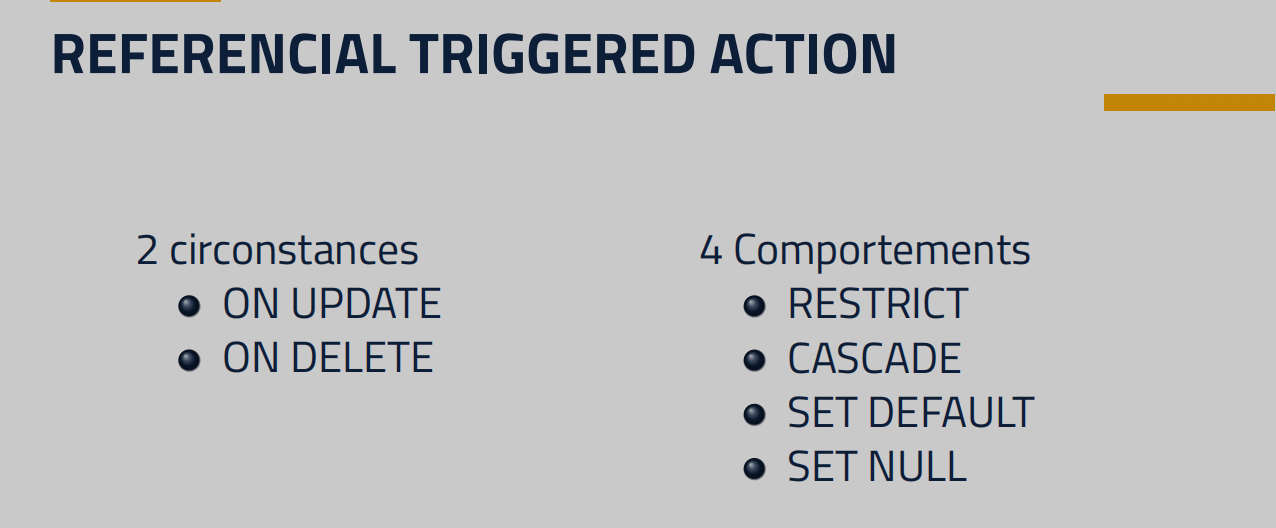 REFERENCIAL TRIGGERED ACTION
2 circonstances
ON UPDATE
ON DELETE
4 Comportements
RESTRICT
CASCADE
SET DEFAULT
SET NULL